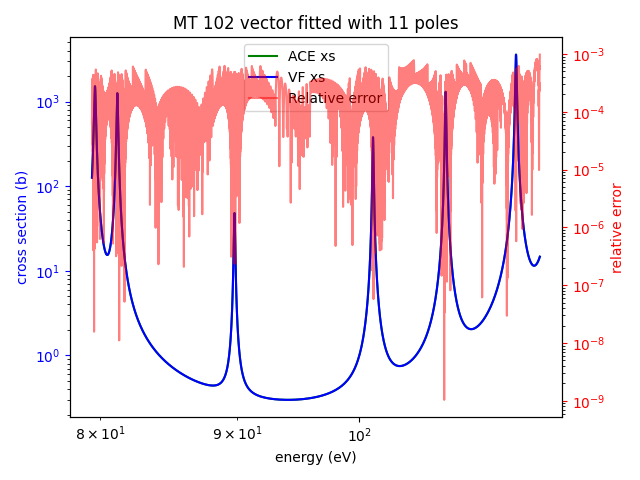 MT 102 vector fitted with 11 poles
ACE xs
VF xs
Relative error
cross section (b)
10³
10²
10¹
10⁰
relative error
10⁻³
10⁻⁴
10⁻⁵
10⁻⁶
10⁻⁷
10⁻⁸
10⁻⁹
8 × 10¹
9 × 10¹
10²
energy (eV)